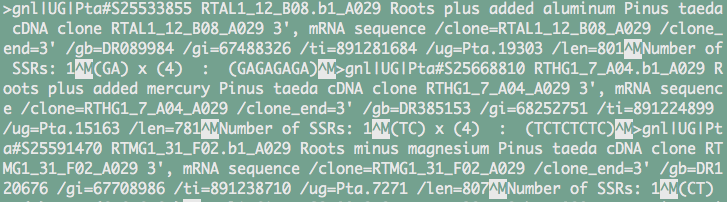 >gnl|UG|Pta#S25533855 RTAL1_12_B08.b1_A029 Roots plus added aluminum Pinus taeda
 cDNA clone RTAL1_12_B08_A029 3', mRNA sequence /clone=RTAL1_12_B08_A029 /clone_
end=3' /gb=DR089984 /gi=67488326 /ti=891281684 /ug=Pta.19303 /len=801^MNumber of
 SSRs: 1^M(GA) x (4)  :  (GAGAGAGA)^M>gnl|UG|Pta#S25668810 RTHG1_7_A04.b1_A029 R
oots plus added mercury Pinus taeda cDNA clone RTHG1_7_A04_A029 3', mRNA sequenc
e /clone=RTHG1_7_A04_A029 /clone_end=3' /gb=DR385153 /gi=68252751 /ti=891224899 
/ug=Pta.15163 /len=781^MNumber of SSRs: 1^M(TC) x (4)  :  (TCTCTCTC)^M>gnl|UG|Pt
a#S25591470 RTMG1_31_F02.b1_A029 Roots minus magnesium Pinus taeda cDNA clone RT
MG1_31_F02_A029 3', mRNA sequence /clone=RTMG1_31_F02_A029 /clone_end=3' /gb=DR1
20676 /gi=67708986 /ti=891238710 /ug=Pta.7271 /len=807^MNumber of SSRs: 1^M(CT)